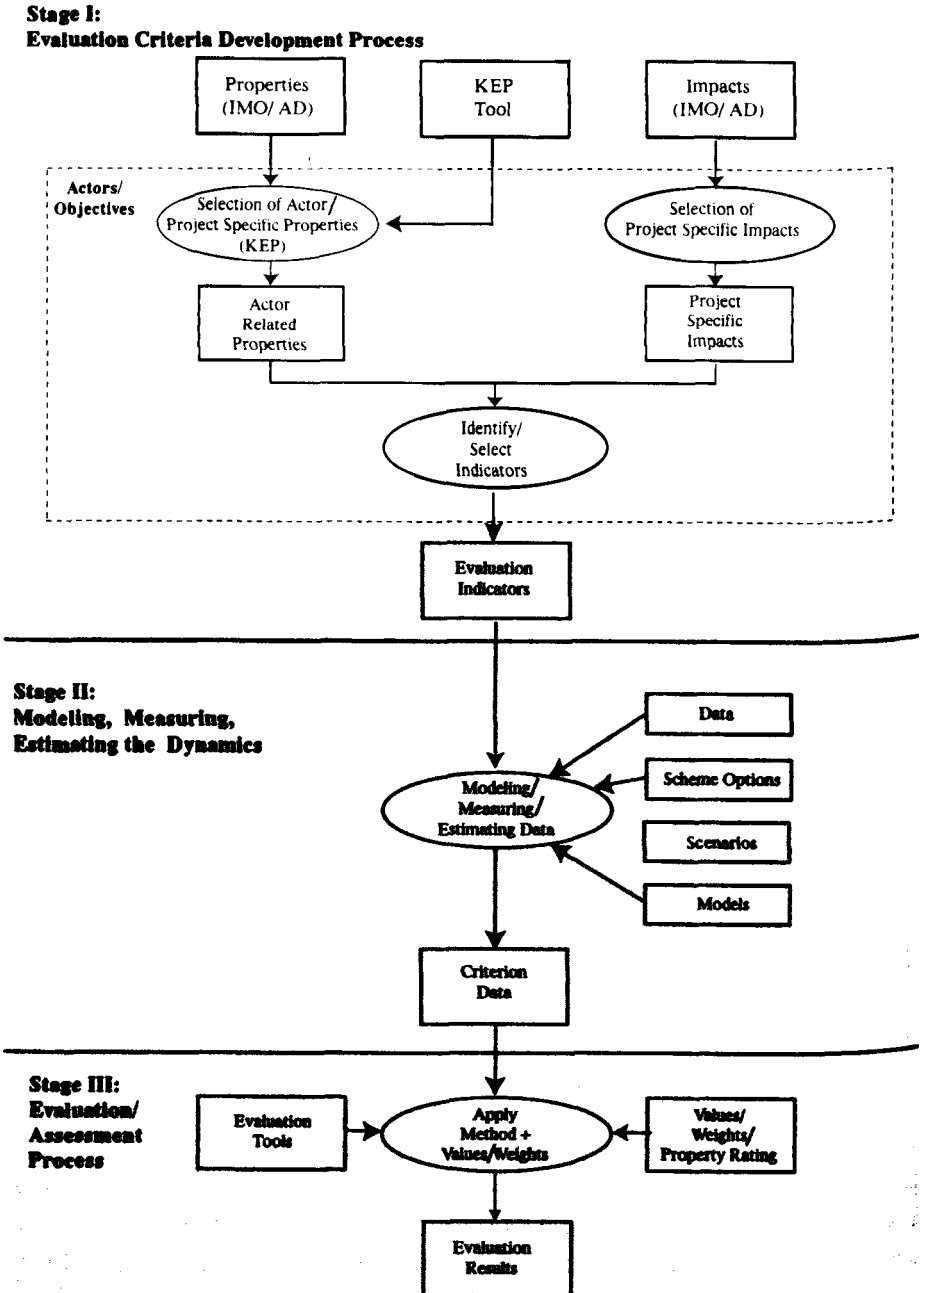 Stage I:
Evaluation Criteria Development Process
Properties
(IMO/ AD)
KEP
Tool
Impacts
(IMO/ AD)
Actors/
Objectives
Selection of Actor/
Project Specific Properties
(KEP)
Selection of
Project Specific Impacts
Actor
Related
Properties
Project
Specific
Impacts
Identify/
Select
Indicators
Evaluation
Indicators
Stage II:
Modeling, Measuring,
Estimating the Dynamics
Data
Scheme Options
Modeling/
Measuring/
Estimating Data
Scenarios
Models
Criterion
Data
Stage III:
Evaluation/
Assessment
Process
Evaluation
Tools
Apply
Method +
Values/Weights
Values/
Weights/
Property Rating
Evaluation
Results